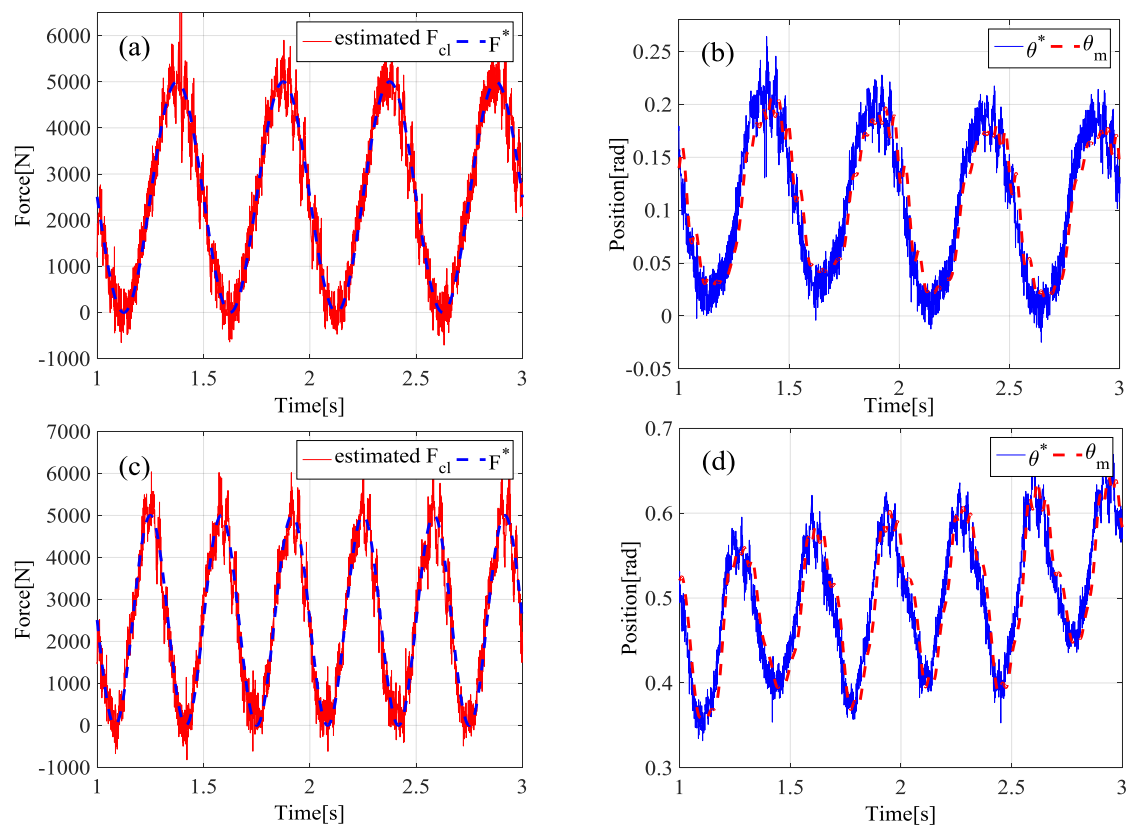 (a)
estimated F_cl F*
6000
5000
4000
3000
2000
1000
0
-1000
Force[N]
1 1.5 2 2.5 3
Time[s]
(b)
θ* θ_m
0.25
0.2
0.15
0.1
0.05
0
-0.05
Position[rad]
1 1.5 2 2.5 3
Time[s]
(c)
estimated F_cl F*
7000
6000
5000
4000
3000
2000
1000
0
-1000
Force[N]
1 1.5 2 2.5 3
Time[s]
(d)
θ* θ_m
0.7
0.6
0.5
0.4
0.3
Position[rad]
1 1.5 2 2.5 3
Time[s]